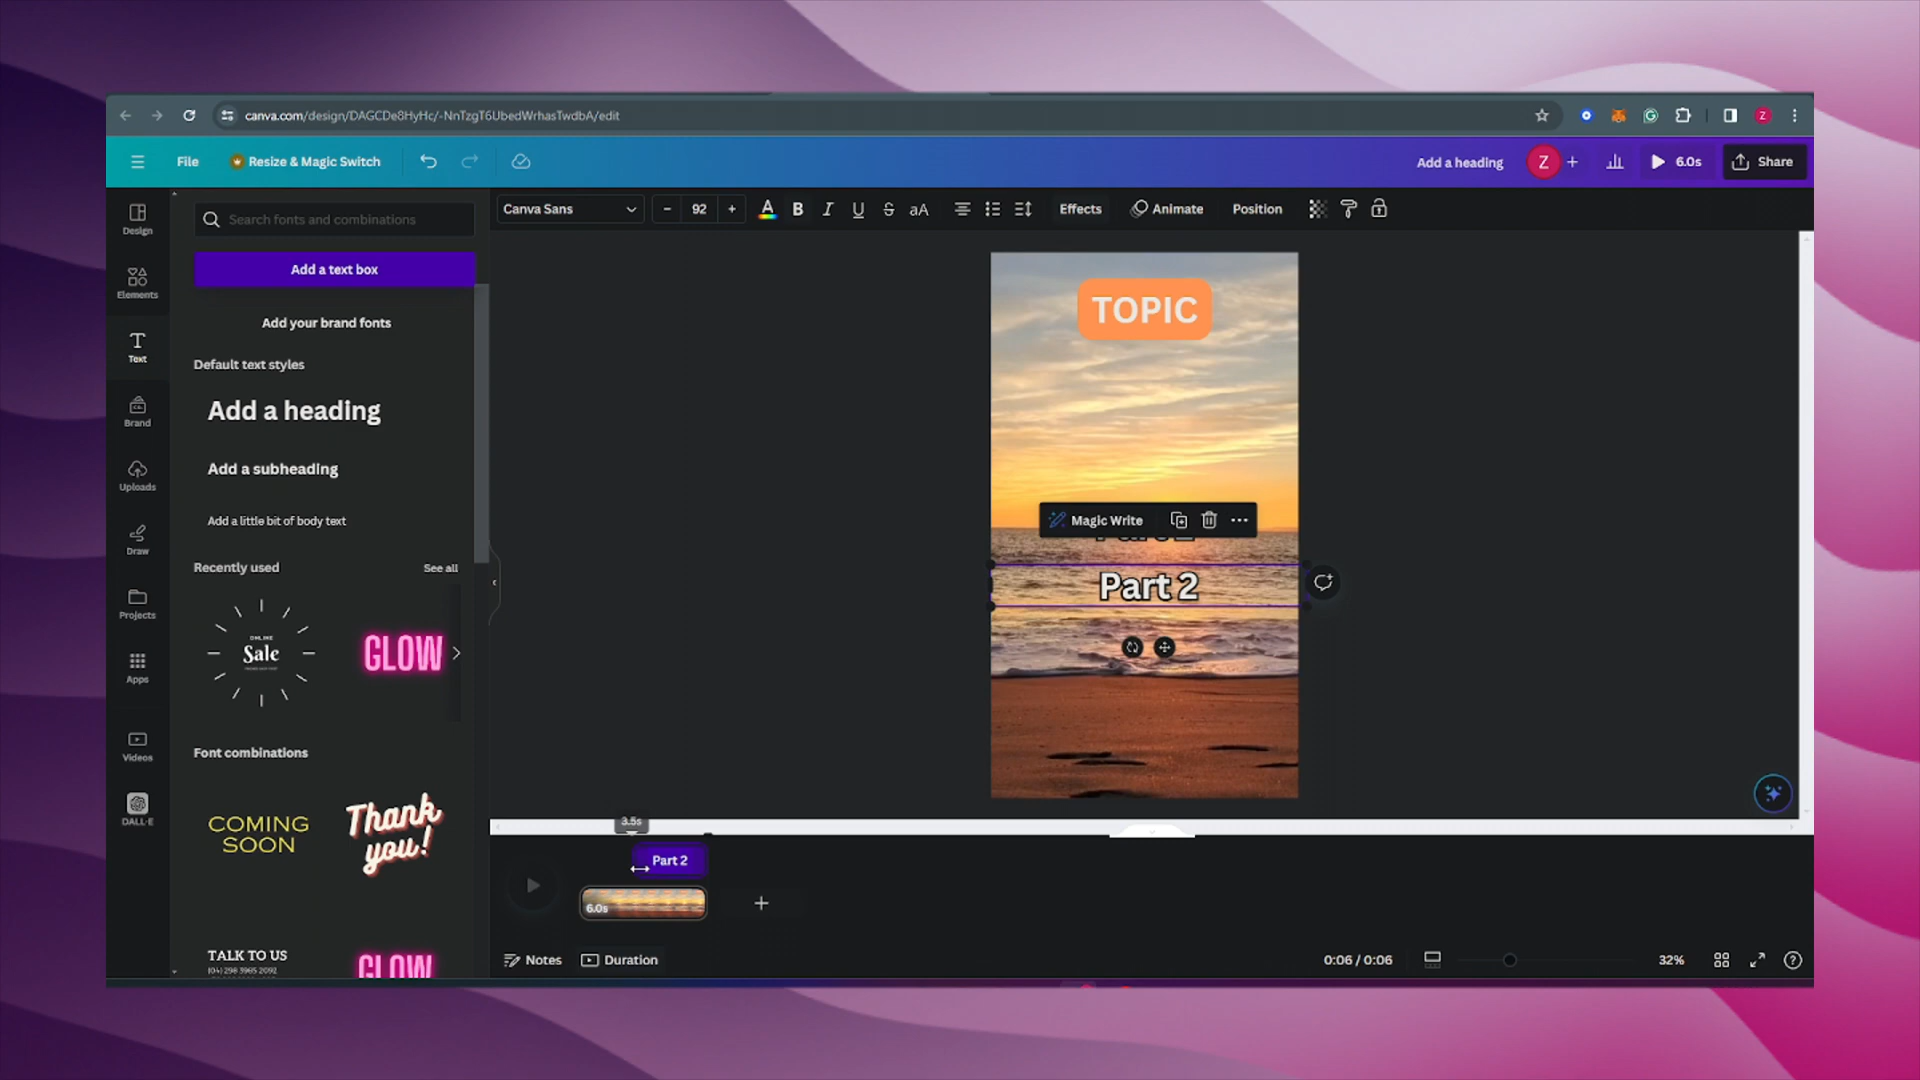 canva.com/design/DAGCDe8HyHc/-NnTzgT6UbedWrhasTwdbA/edit
Z
File
Resize & Magic Switch
Add a heading
Z
6.0s
Share
Design
Elements
Text
Brand
Uploads
Draw
Projects
Apps
Videos
DALL·E
Search fonts and combinations
Add a text box
Add your brand fonts
Default text styles
Add a heading
Add a subheading
Add a little bit of body text
Recently used
See all
ONLINE
Sale
GLOW
Font combinations
COMING
SOON
Thank
you!
TALK TO US
GLOW
Canva Sans
92
A
B
I
U
S
aA
Effects
Animate
Position
TOPIC
Magic Write
Part 2
3.5s
Part 2
6.0s
Notes
Duration
0:06 / 0:06
32%